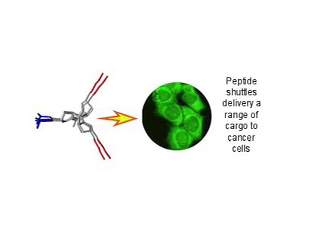 Peptide
shuttles
delivery a
range of
cargo to
cancer
cells